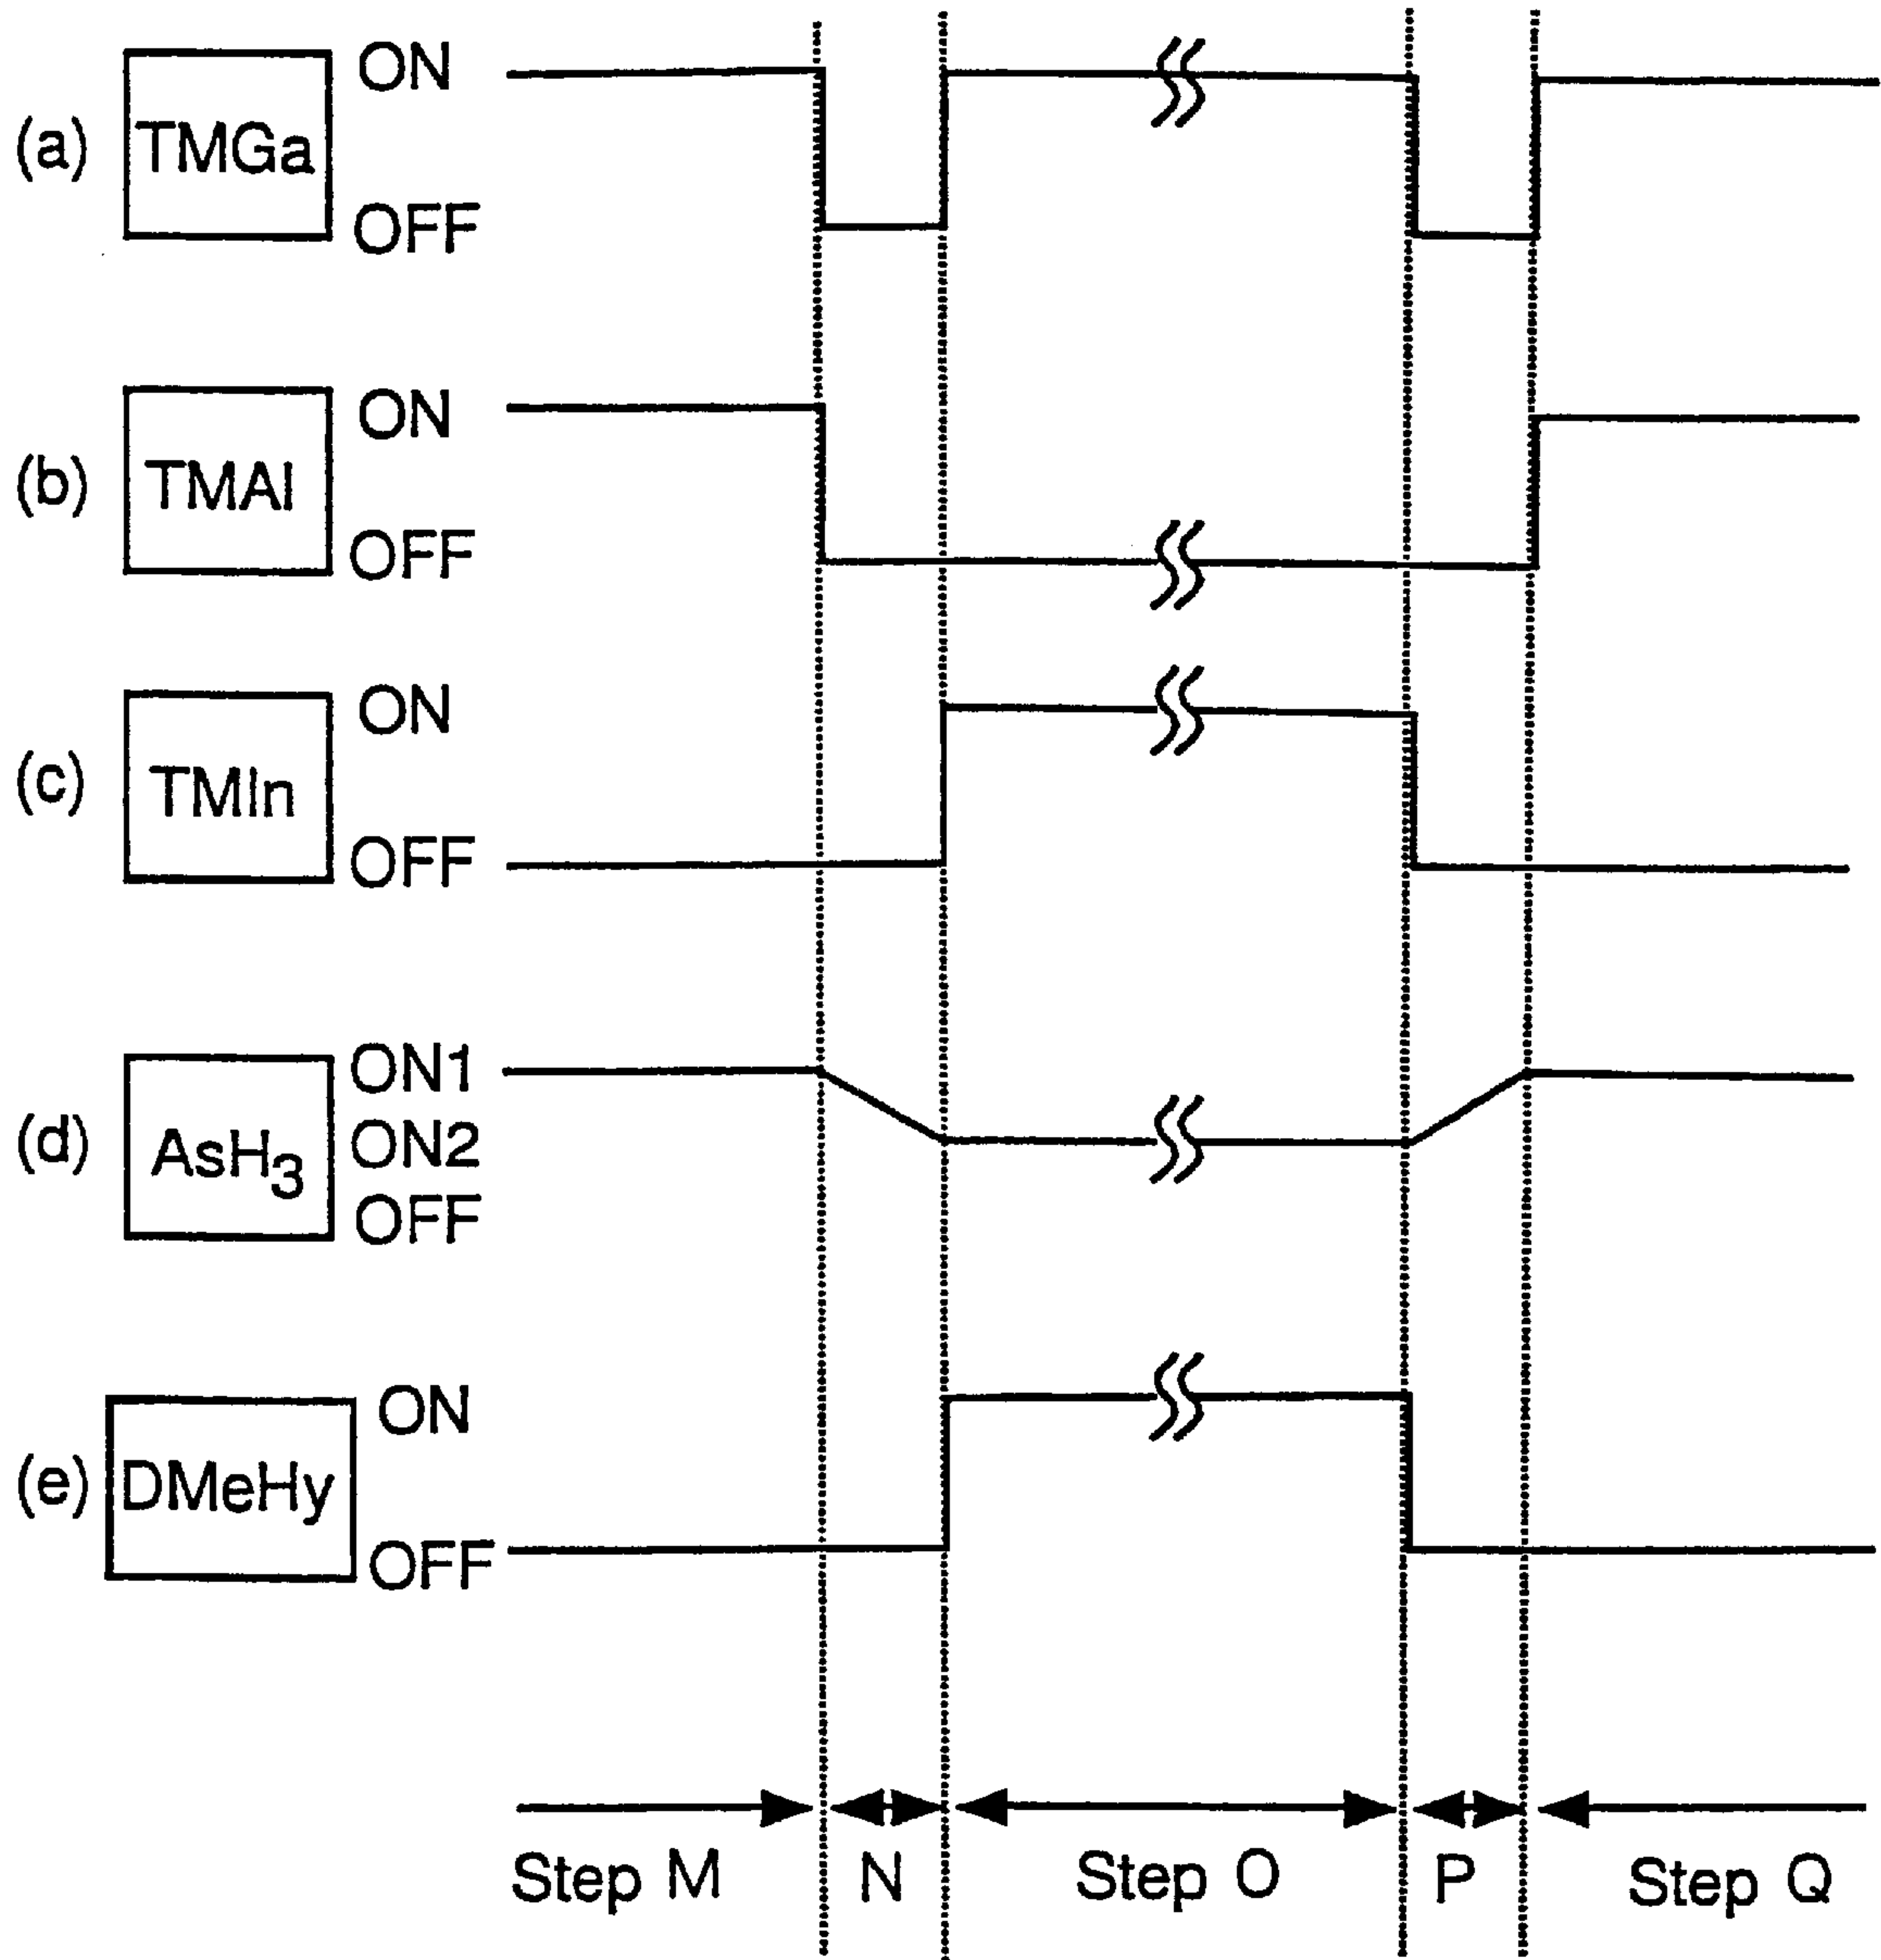 (a) TMGa ON
OFF
(b) TMAl ON
OFF
(c) TMIn ON
OFF
(d) AsH3 ON1
ON2
OFF
(e) DMeHy ON
OFF
Step M N Step O P Step Q